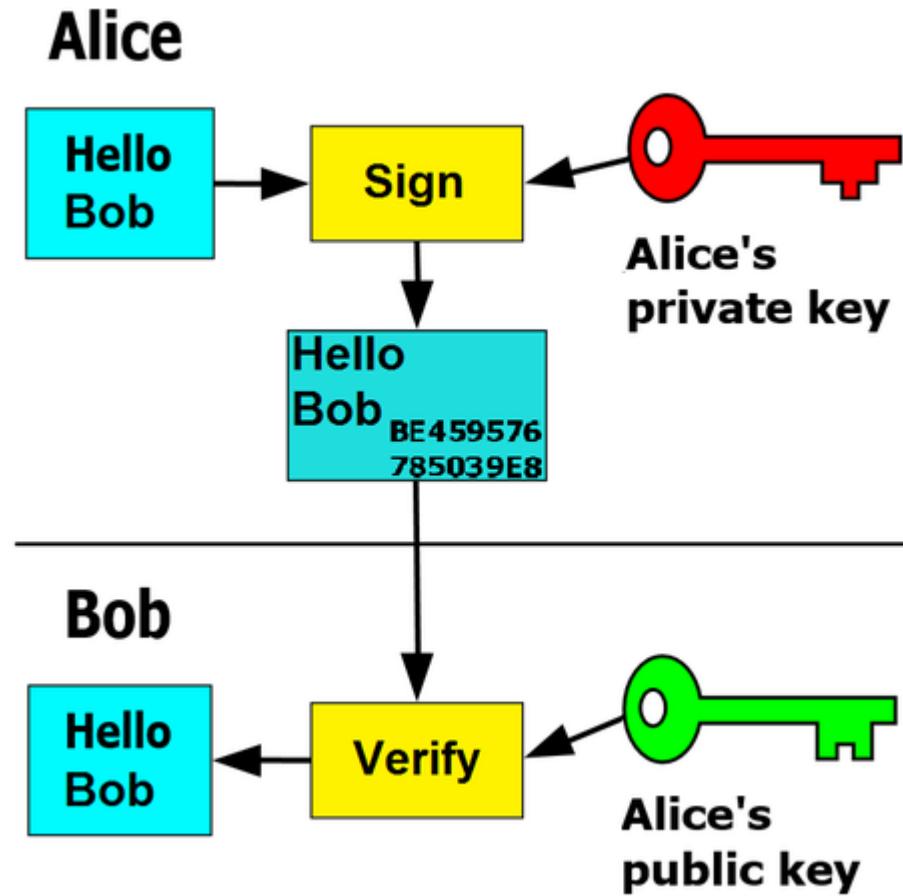 Alice
Hello
Bob
Sign
Alice's
private key
Hello
Bob
BE459576
785039E8
Bob
Hello
Bob
Verify
Alice's
public key